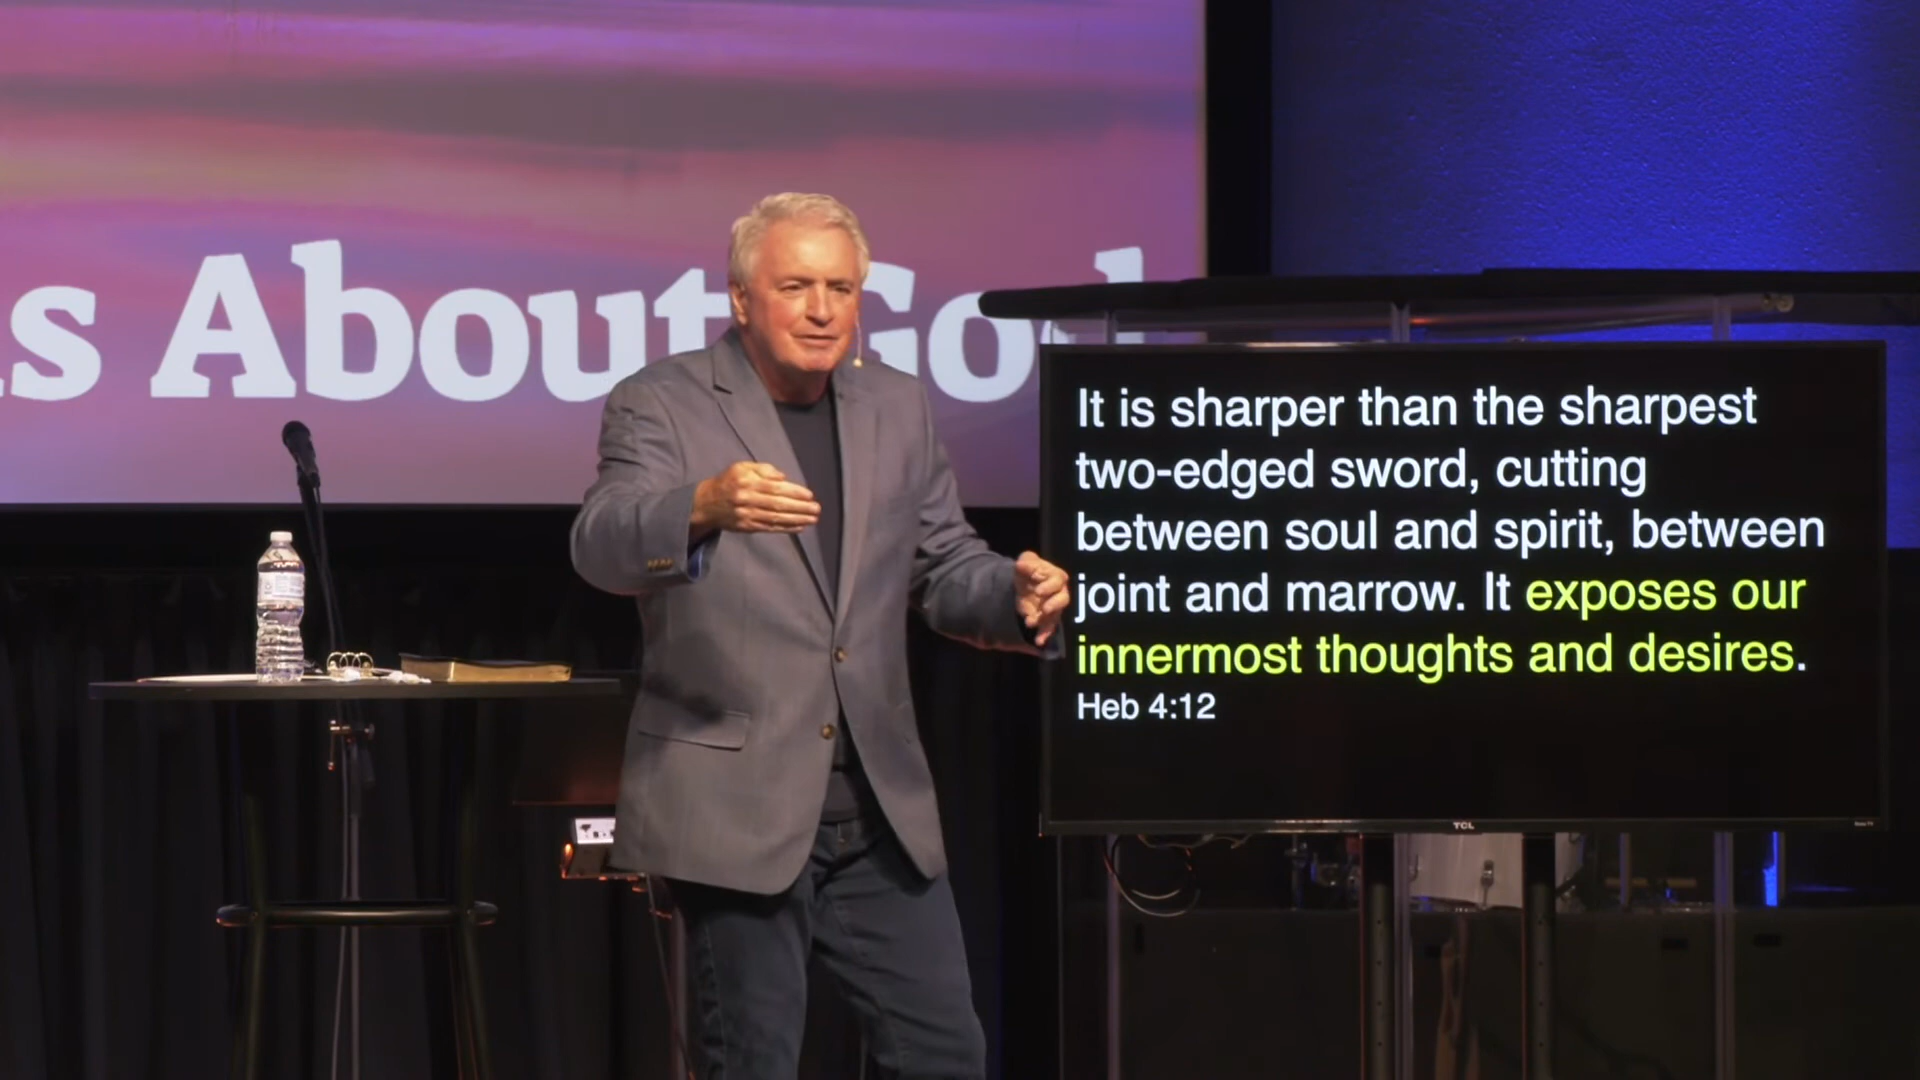 s About God
It is sharper than the sharpest
two-edged sword, cutting
between soul and spirit, between
joint and marrow. It exposes our
innermost thoughts and desires.
Heb 4:12
TCL